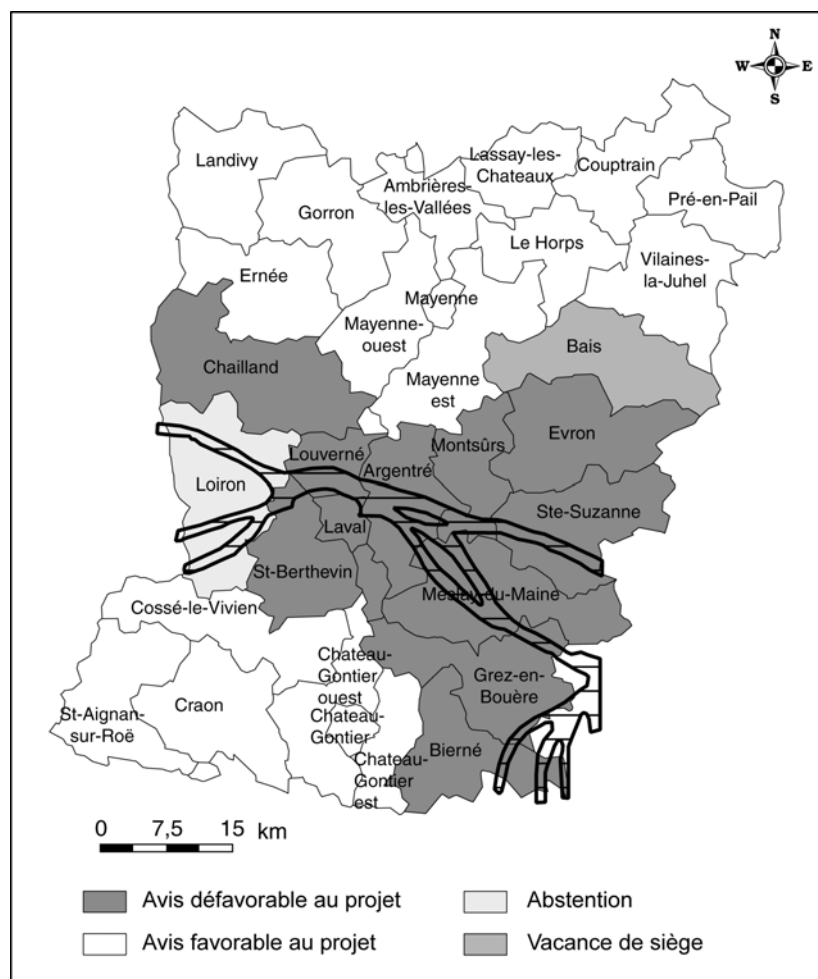 N
W E
S
Landivy
Gorron
Ambrières-
les-Vallées
Lassay-les-
Chateaux
Couptrain
Pré-en-Pail
Ernée
Le Horps
Vilaines-
la-Juhel
Mayenne
Mayenne-
ouest
Mayenne
est
Bais
Chailland
Evron
Montsûrs
Louverné
Argentré
Loiron
Laval
Ste-Suzanne
St-Berthevin
Meslay-du-Maine
Cossé-le-Vivien
Chateau-
Gontier
ouest
Grez-en-
Bouère
St-Aignan-
sur-Roë
Craon
Chateau-
Gontier
Bierné
Chateau-
Gontier
est
0 7,5 15 km
Avis défavorable au projet
Abstention
Avis favorable au projet
Vacance de siège